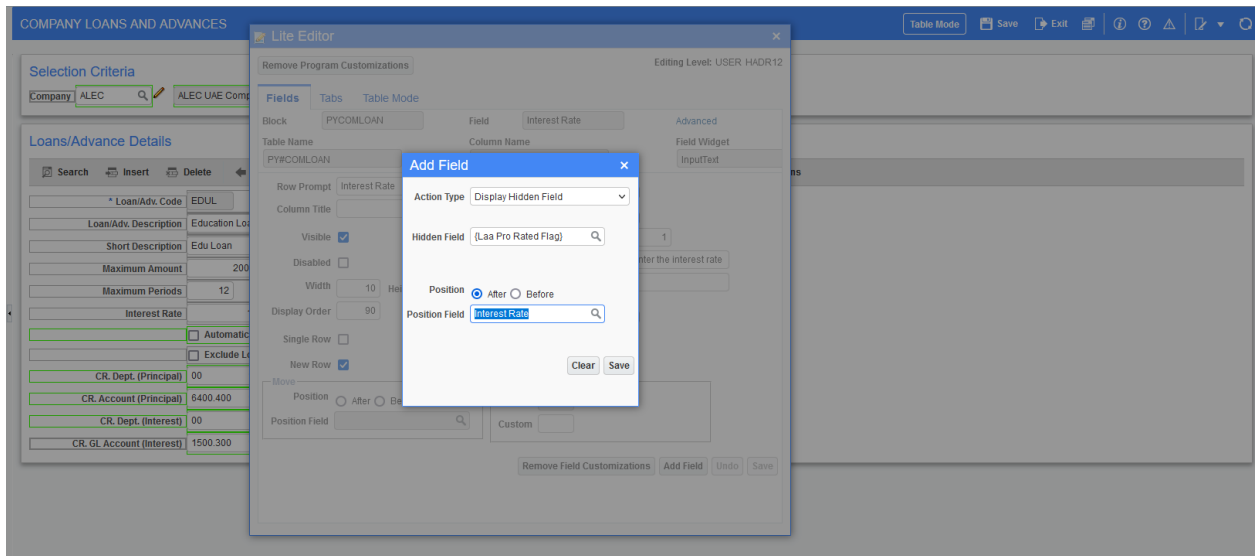 COMPANY LOANS AND ADVANCES
Table Mode Save Exit
Lite Editor
Remove Program Customizations
Editing Level: USER HADR12
Selection Criteria
Company ALEC ALEC UAE Comp
Fields Tabs Table Mode
Block PYCOMLOAN Field Interest Rate Advanced
Table Name Column Name Field Widget
PY#COMLOAN InputText
Loans/Advance Details
Search Insert Delete
ns
Add Field
Action Type Display Hidden Field
Hidden Field {Laa Pro Rated Flag}
Position After Before
Position Field Interest Rate
Clear Save
Row Prompt Interest Rate
Column Title
Visible 1
Disabled nter the interest rate
Width 10 Hei
Display Order 90
Single Row
New Row
Move
Position After Be
Position Field
Custom
Remove Field Customizations Add Field Undo Save
* Loan/Adv. Code EDUL
Loan/Adv. Description Education Loa
Short Description Edu Loan
Maximum Amount 200
Maximum Periods 12
Interest Rate
Automatic
Exclude Lo
CR. Dept. (Principal) 00
CR. Account (Principal) 6400.400
CR. Dept. (Interest) 00
CR. GL Account (Interest) 1500.300